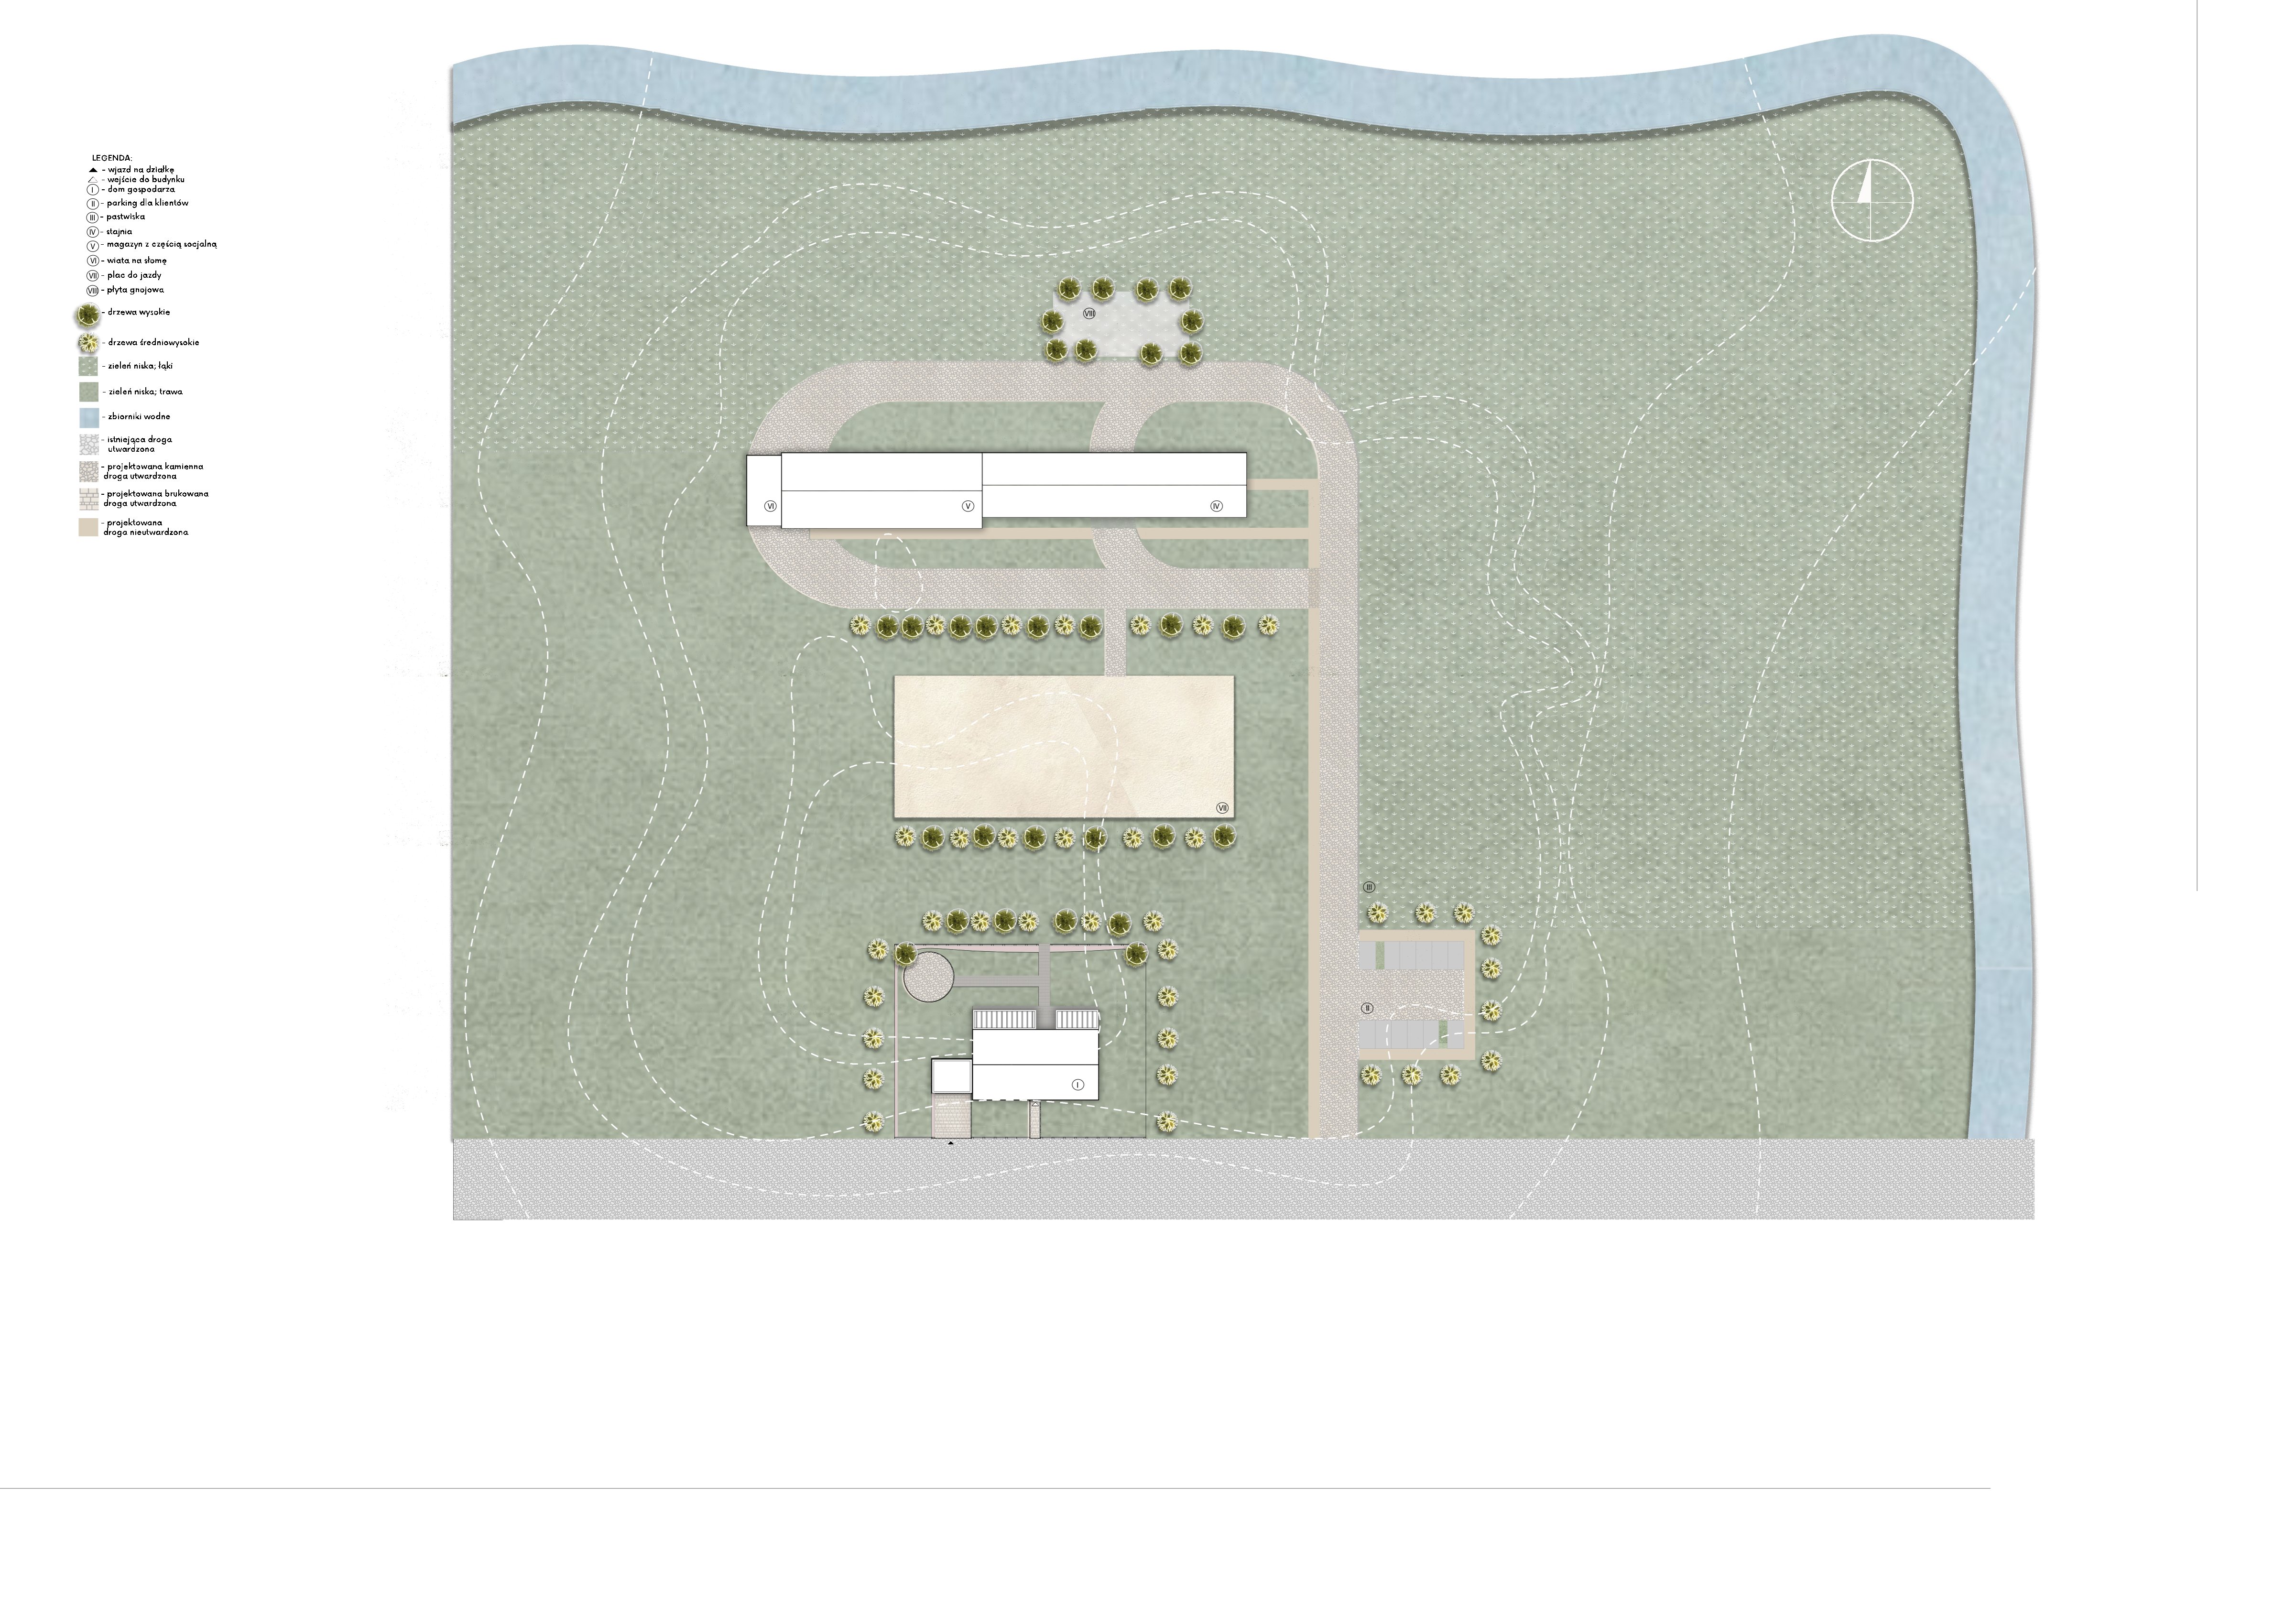 LEGENDA:
- wjazd na działkę
- wejście do budynku
I - dom gospodarza
II - parking dla klientów
III - pastwiska
IV - stajnia
V - magazyn z częścią socjalną
VI - wiata na słomę
VII - plac do jazdy
VIII - płyta gnojowa
- drzewa wysokie
- drzewa średniowysokie
- zieleń niska; łąki
- zieleń niska; trawa
- zbiorniki wodne
- istniejąca droga
utwardzona
- projektowana kamienna
droga utwardzona
- projektowana brukowana
droga utwardzona
- projektowana
droga nieutwardzona
VIII
VI
V
IV
VII
III
II
I